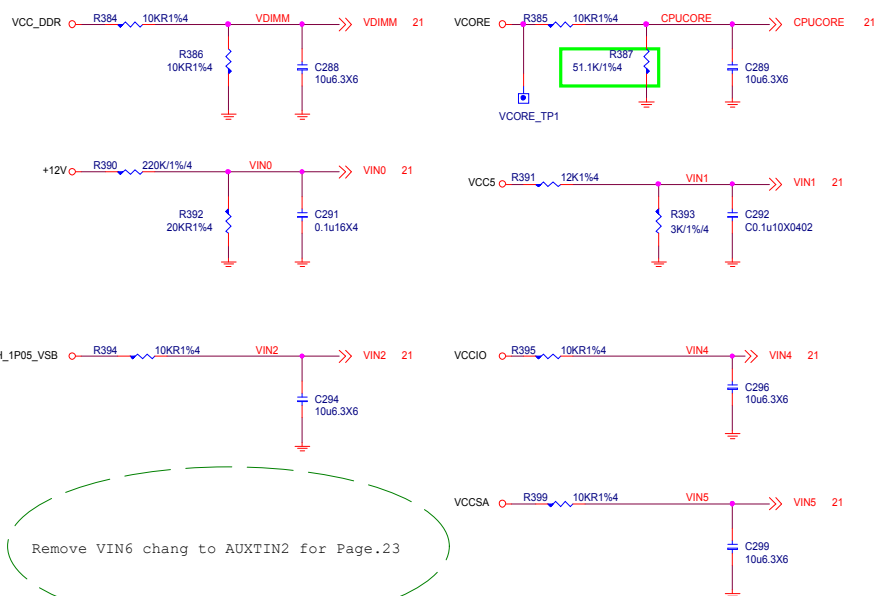 VCC_DDR R384 10KR1%4 VDIMM VDIMM 21
R386
10KR1%4
C288
10u6.3X6
VCORE R385 10KR1%4 CPUCORE CPUCORE 21
R387
51.1K/1%4
C289
10u6.3X6
VCORE_TP1
+12V R390 220K/1%/4 VIN0 VIN0 21
R392
20KR1%4
C291
0.1u16X4
VCC5 R391 12K1%4 VIN1 VIN1 21
R393
3K/1%/4
C292
C0.1u10X0402
H_1P05_VSB R394 10KR1%4 VIN2 VIN2 21
C294
10u6.3X6
VCCIO R395 10KR1%4 VIN4 VIN4 21
C296
10u6.3X6
VCCSA R399 10KR1%4 VIN5 VIN5 21
C299
10u6.3X6
Remove VIN6 chang to AUXTIN2 for Page.23